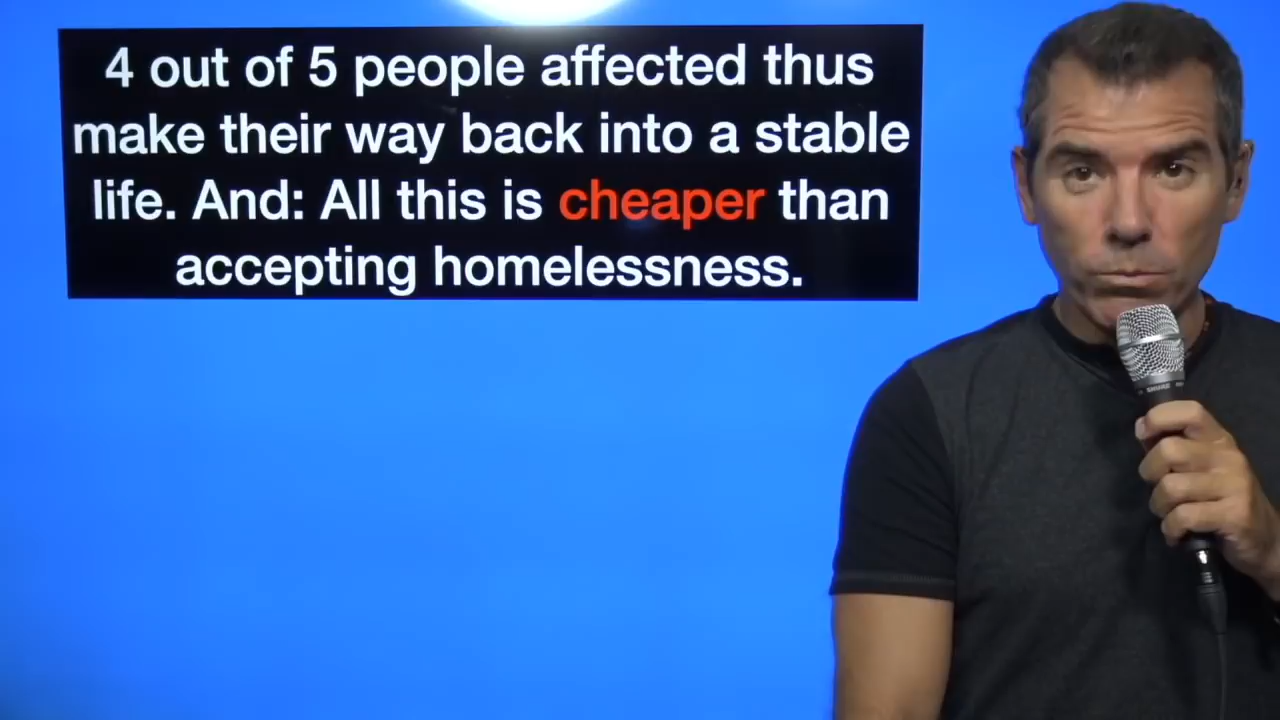 4 out of 5 people affected thus
make their way back into a stable
life. And: All this is cheaper than
accepting homelessness.
SHURE